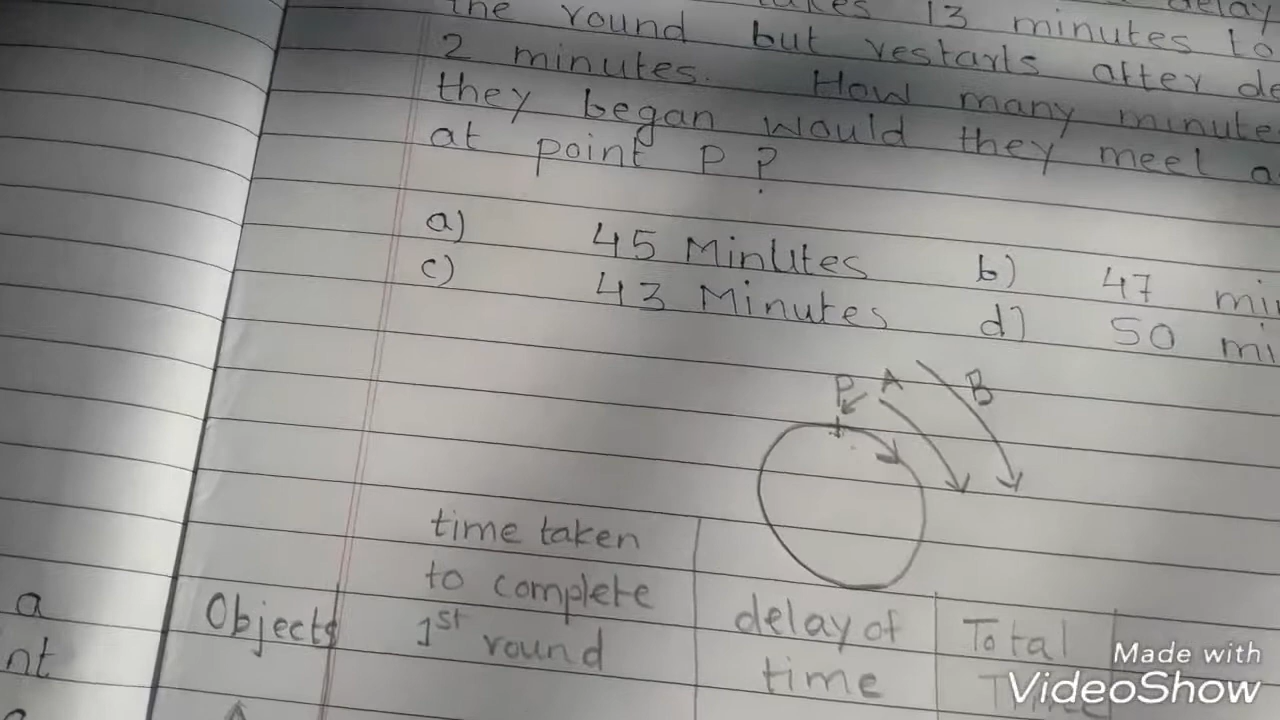 takes 13 minutes to
the round but restarts after
2 minutes. How many minute
they began would they meet a
at point P ?
a) 45 Minutes b) 47
c) 43 Minutes d) 50
P A B
time taken
to complete
1st round
Objects
delay of
time
Total
a
nt
A
Made with
VideoShow